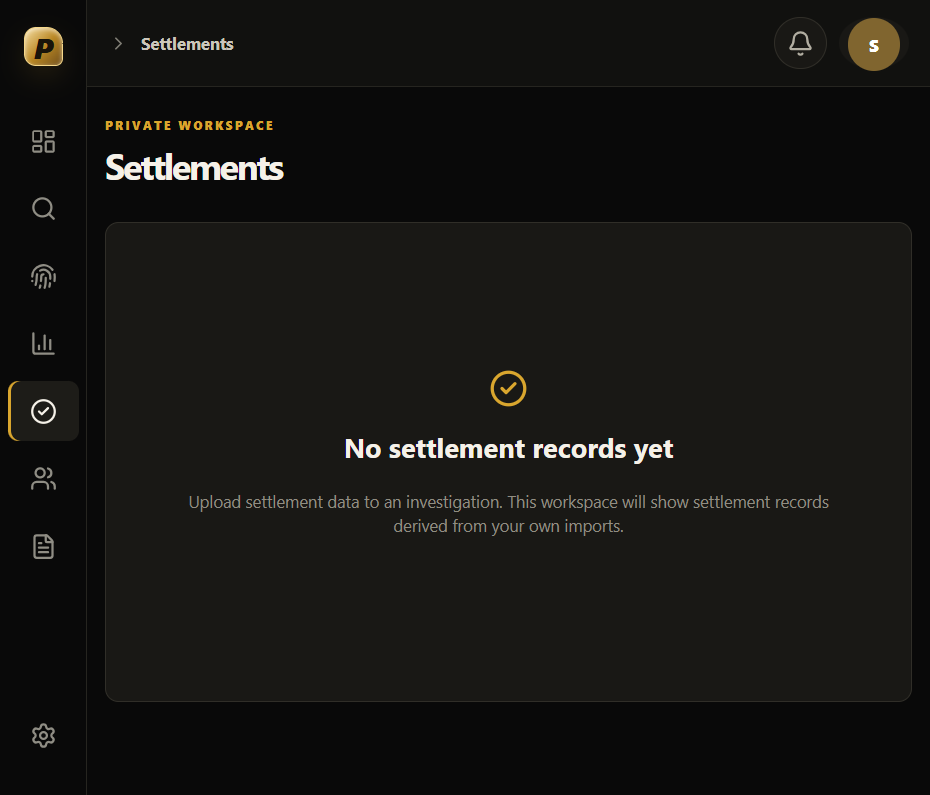 P
Settlements
S
PRIVATE WORKSPACE
Settlements
No settlement records yet
Upload settlement data to an investigation. This workspace will show settlement records
derived from your own imports.